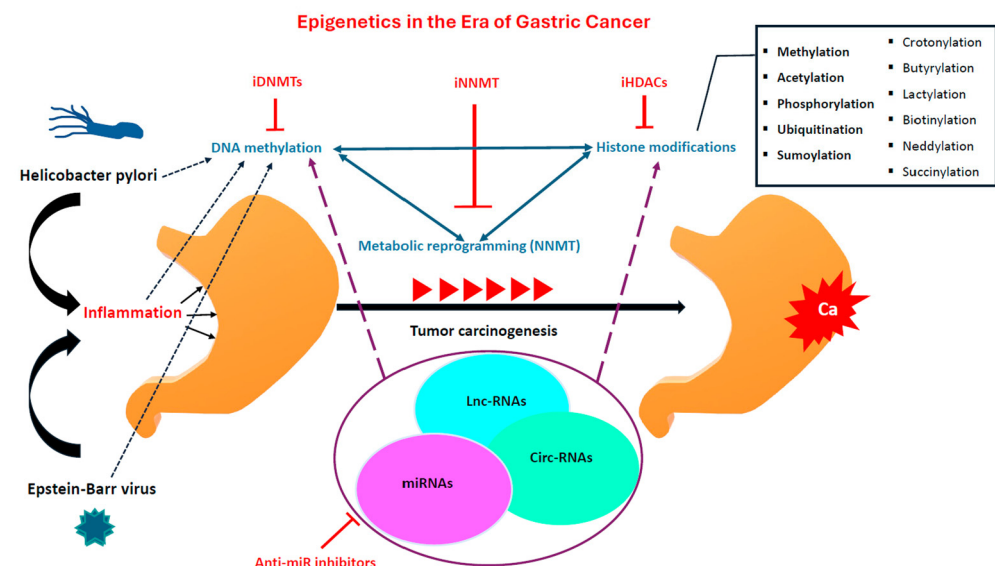 Epigenetics in the Era of Gastric Cancer
iDNMTs
iNNMT
iHDACs
Methylation
Acetylation
Phosphorylation
Ubiquitination
Sumoylation
Crotonylation
Butyrylation
Lactylation
Biotinylation
Neddylation
Succinylation
DNA methylation
Histone modifications
Helicobacter pylori
Metabolic reprogramming (NNMT)
Inflammation
Ca
Tumor carcinogenesis
Lnc-RNAs
Circ-RNAs
miRNAs
Epstein-Barr virus
Anti-miR inhibitors